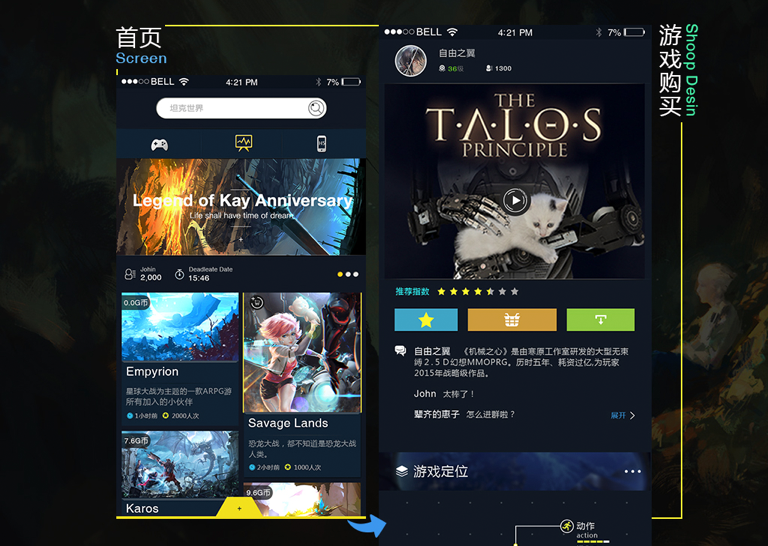 首页
Screen
BELL
4:21 PM
7%
坦克世界
H5
Legend of Kay Anniversary
Life shall have time of dream
+
Johin
2,000
Deadleate Date
15:46
0.0G币
Empyrion
星球大战为主题的一款ARPG游
所有加入的小伙伴
1小时前
2000人次
7.6G币
Karos
Savage Lands
恐龙大战，都不知道是恐龙大战
人类。
2小时前
1000人次
9.6G币
+
BELL
4:21 PM
7%
自由之翼
36级
1300
THE
T·A·L·O·S
PRINCIPLE
推荐指数
自由之翼 《机械之心》是由寒原工作室研发的大型无束
缚２.５Ｄ幻想MMOPRG。历时五年、耗资过亿,为玩家
2015年战略级作品。
John 太棒了！
辈齐的惠子 怎么进群啦？
展开
游戏定位
动作
action
游戏购买
Shoop Desin